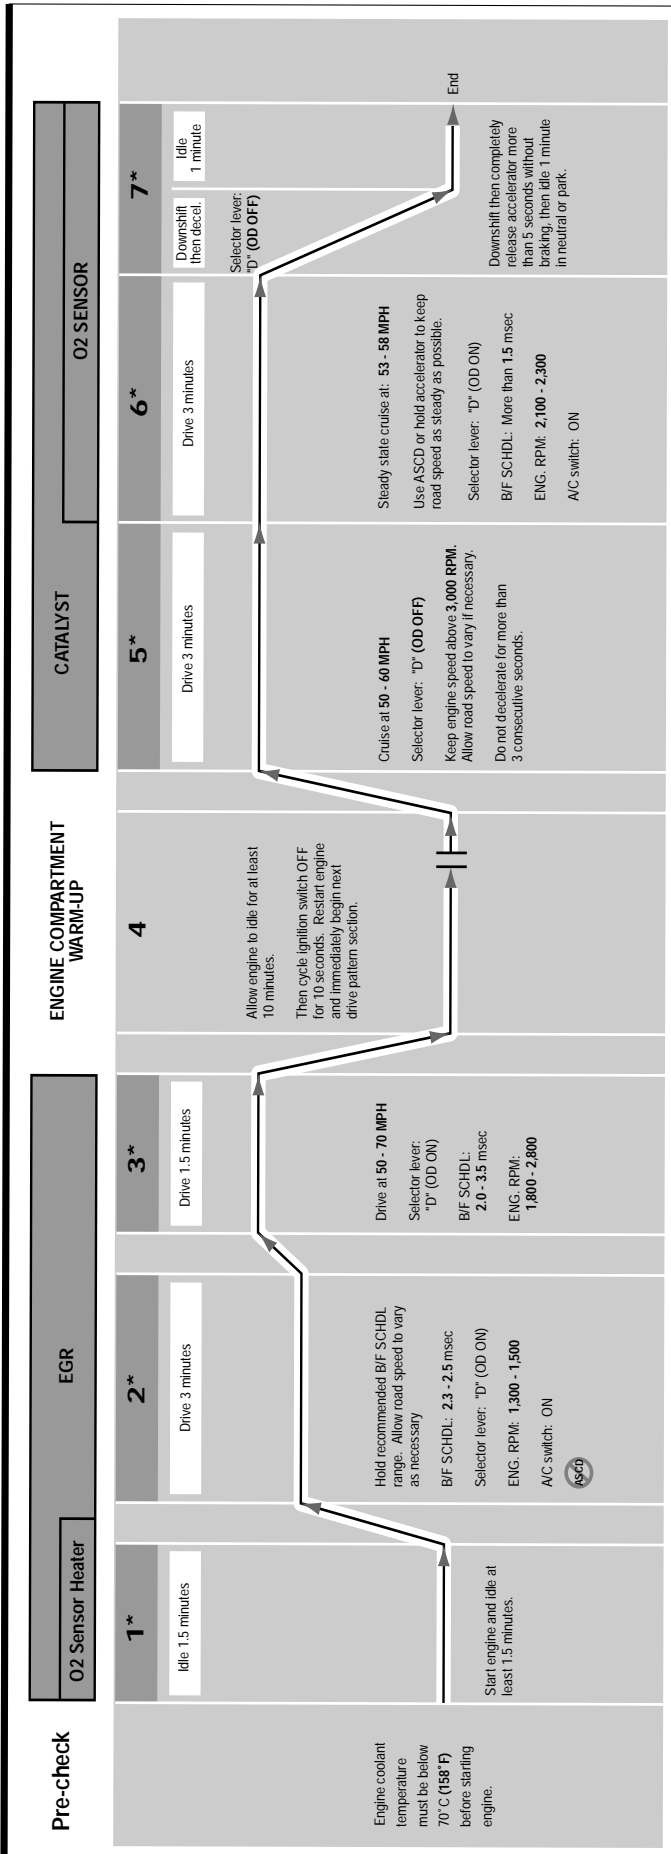 Pre-check
Engine coolant
temperature
must be below
70˚C (158˚F)
before starting
engine.
EGR
O2 Sensor Heater
1*
Idle 1.5 minutes
Start engine and idle at
least 1.5 minutes.
2*
Drive 3 minutes
Hold recommended B/F SCHDL
range. Allow road speed to vary
as necessary
B/F SCHDL: 2.3 - 2.5 msec
Selector lever: "D" (OD ON)
ENG. RPM: 1,300 - 1,500
A/C switch: ON
ASCD
3*
Drive 1.5 minutes
Drive at 50 - 70 MPH
Selector lever:
"D" (OD ON)
B/F SCHDL:
2.0 - 3.5 msec
ENG. RPM:
1,800 - 2,800
ENGINE COMPARTMENT
WARM-UP
4
Allow engine to idle for at least
10 minutes.
Then cycle ignition switch OFF
for 10 seconds. Restart engine
and immediately begin next
drive pattern section.
CATALYST
O2 SENSOR
5*
Drive 3 minutes
Cruise at 50 - 60 MPH
Selector lever: "D" (OD OFF)
Keep engine speed above 3,000 RPM.
Allow road speed to vary if necessary.
Do not decelerate for more than
3 consecutive seconds.
6*
Drive 3 minutes
Steady state cruise at: 53 - 58 MPH
Use ASCD or hold accelerator to keep
road speed as steady as possible.
Selector lever: "D" (OD ON)
B/F SCHDL: More than 1.5 msec
ENG. RPM: 2,100 - 2,300
A/C switch: ON
7*
Downshift
then decel.
Idle
1 minute
Selector lever:
"D" (OD OFF)
End
Downshift then completely
release accelerator more
than 5 seconds without
braking, then idle 1 minute
in neutral or park.